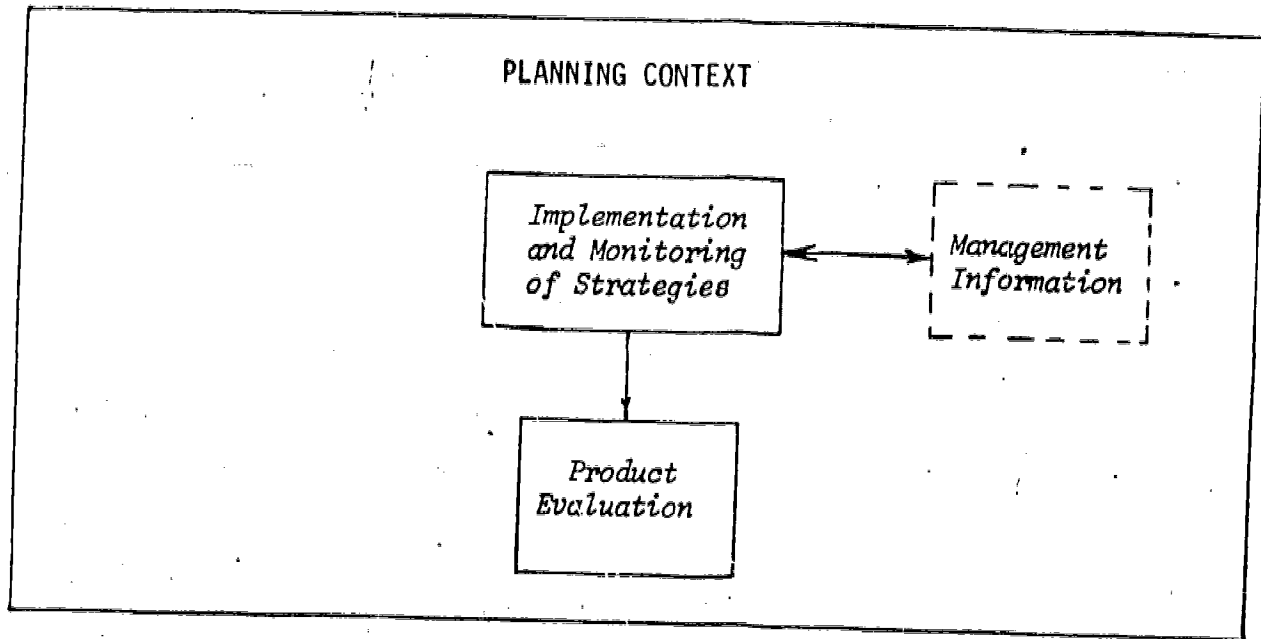 PLANNING CONTEXT
Implementation
and Monitoring
of Strategies
Management
Information
Product
Evaluation